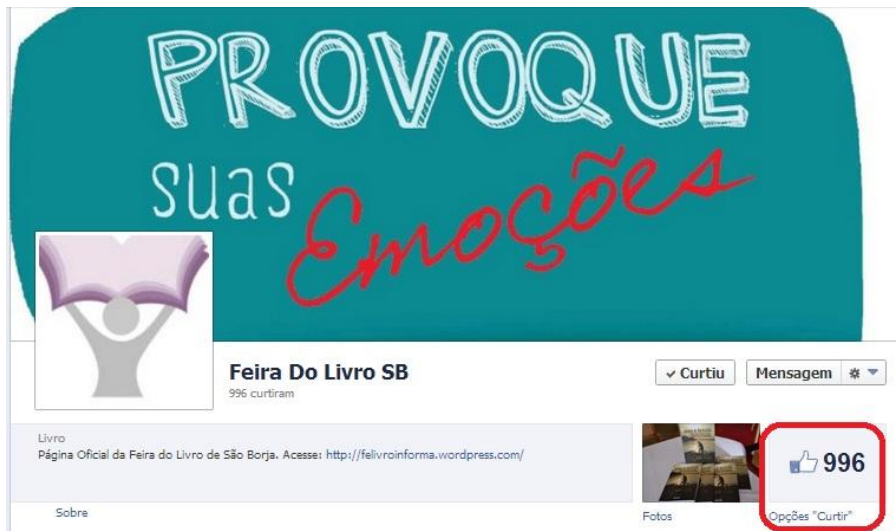 PROVOQUE
suas
Emoções
Feira Do Livro SB
996 curtiram
Curtiu
Mensagem
Livro
Página Oficial da Feira do Livro de São Borja. Acesse: http://felivroinforma.wordpress.com/
996
Sobre
Fotos
Opções "Curtir"